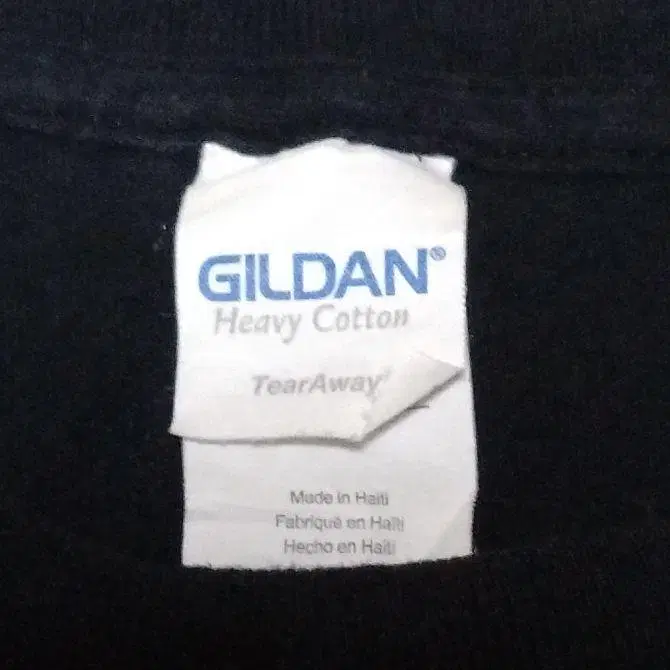 GILDAN®
Heavy Cotton
TearAway
Made in Haiti
Fabriqué en Haïti
Hecho en Haití